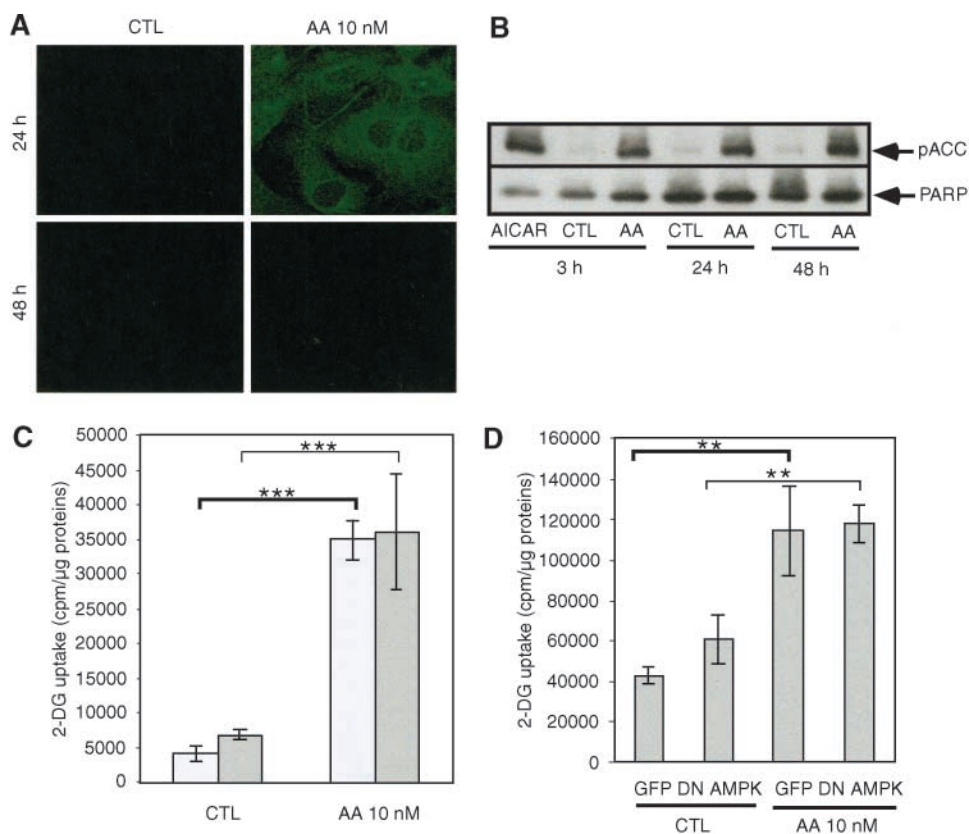 A
CTL
AA 10 nM
24 h
48 h
B
pACC
PARP
AICAR CTL AA CTL AA CTL AA
3 h 24 h 48 h
C
2-DG uptake (cpm/µg proteins)
50000
45000
40000
35000
30000
25000
20000
15000
10000
5000
0
***
***
CTL AA 10 nM
D
2-DG uptake (cpm/µg proteins)
160000
140000
120000
100000
80000
60000
40000
20000
0
**
**
GFP DN AMPK GFP DN AMPK
CTL AA 10 nM